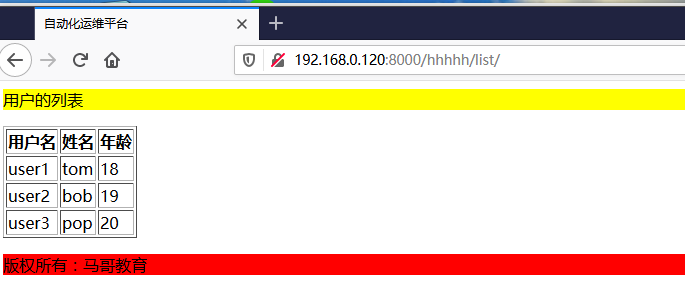 自动化运维平台
192.168.0.120:8000/hhhhh/list/
用户的列表
用户名 姓名 年龄
user1 tom 18
user2 bob 19
user3 pop 20
版权所有：马哥教育